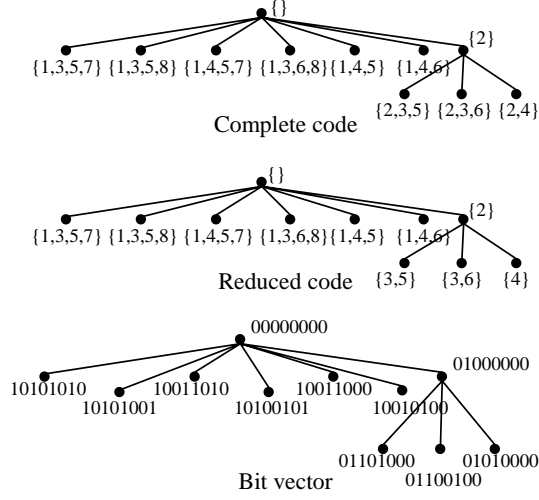 {}
{2}
{1,3,5,7} {1,3,5,8} {1,4,5,7} {1,3,6,8} {1,4,5} {1,4,6}
{2,3,5} {2,3,6} {2,4}
Complete code
{}
{2}
{1,3,5,7} {1,3,5,8} {1,4,5,7} {1,3,6,8} {1,4,5} {1,4,6}
Reduced code {3,5} {3,6} {4}
00000000
01000000
10101010 10011010 10011000
10101001 10100101 10010100
01101000 01010000
01100100
Bit vector